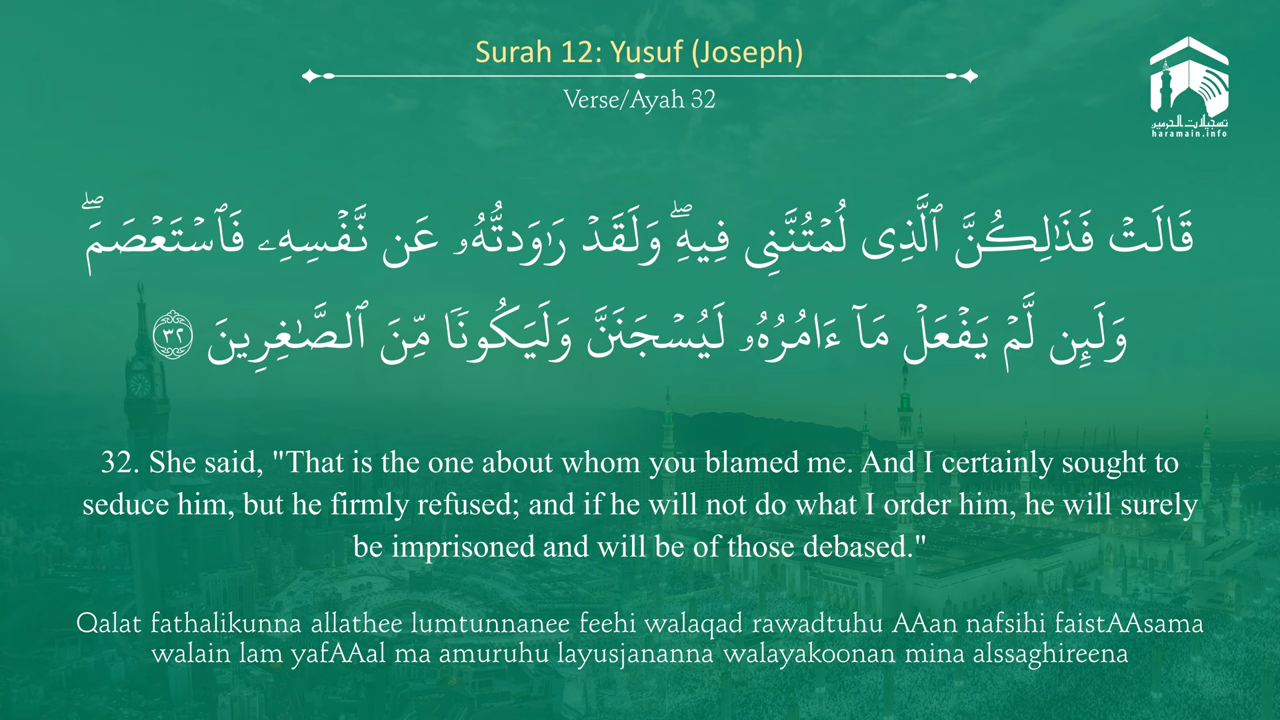 Surah 12: Yusuf (Joseph)
Verse/Ayah 32
تسجيلات الحرمين
haramain.info
قَالَتْ فَذَٰلِكُنَّ ٱلَّذِى لُمْتُنَّنِى فِيهِ ۖ وَلَقَدْ رَٰوَدتُّهُۥ عَن نَّفْسِهِۦ فَٱسْتَعْصَمَ ۖ
وَلَئِن لَّمْ يَفْعَلْ مَآ ءَامُرُهُۥ لَيُسْجَنَنَّ وَلَيَكُونًا مِّنَ ٱلصَّٰغِرِينَ ٣٢
32. She said, "That is the one about whom you blamed me. And I certainly sought to
seduce him, but he firmly refused; and if he will not do what I order him, he will surely
be imprisoned and will be of those debased."
Qalat fathalikunna allathee lumtunnanee feehi walaqad rawadtuhu AAan nafsihi faistAAsama
walain lam yafAAal ma amuruhu layusjananna walayakoonan mina alssaghireena